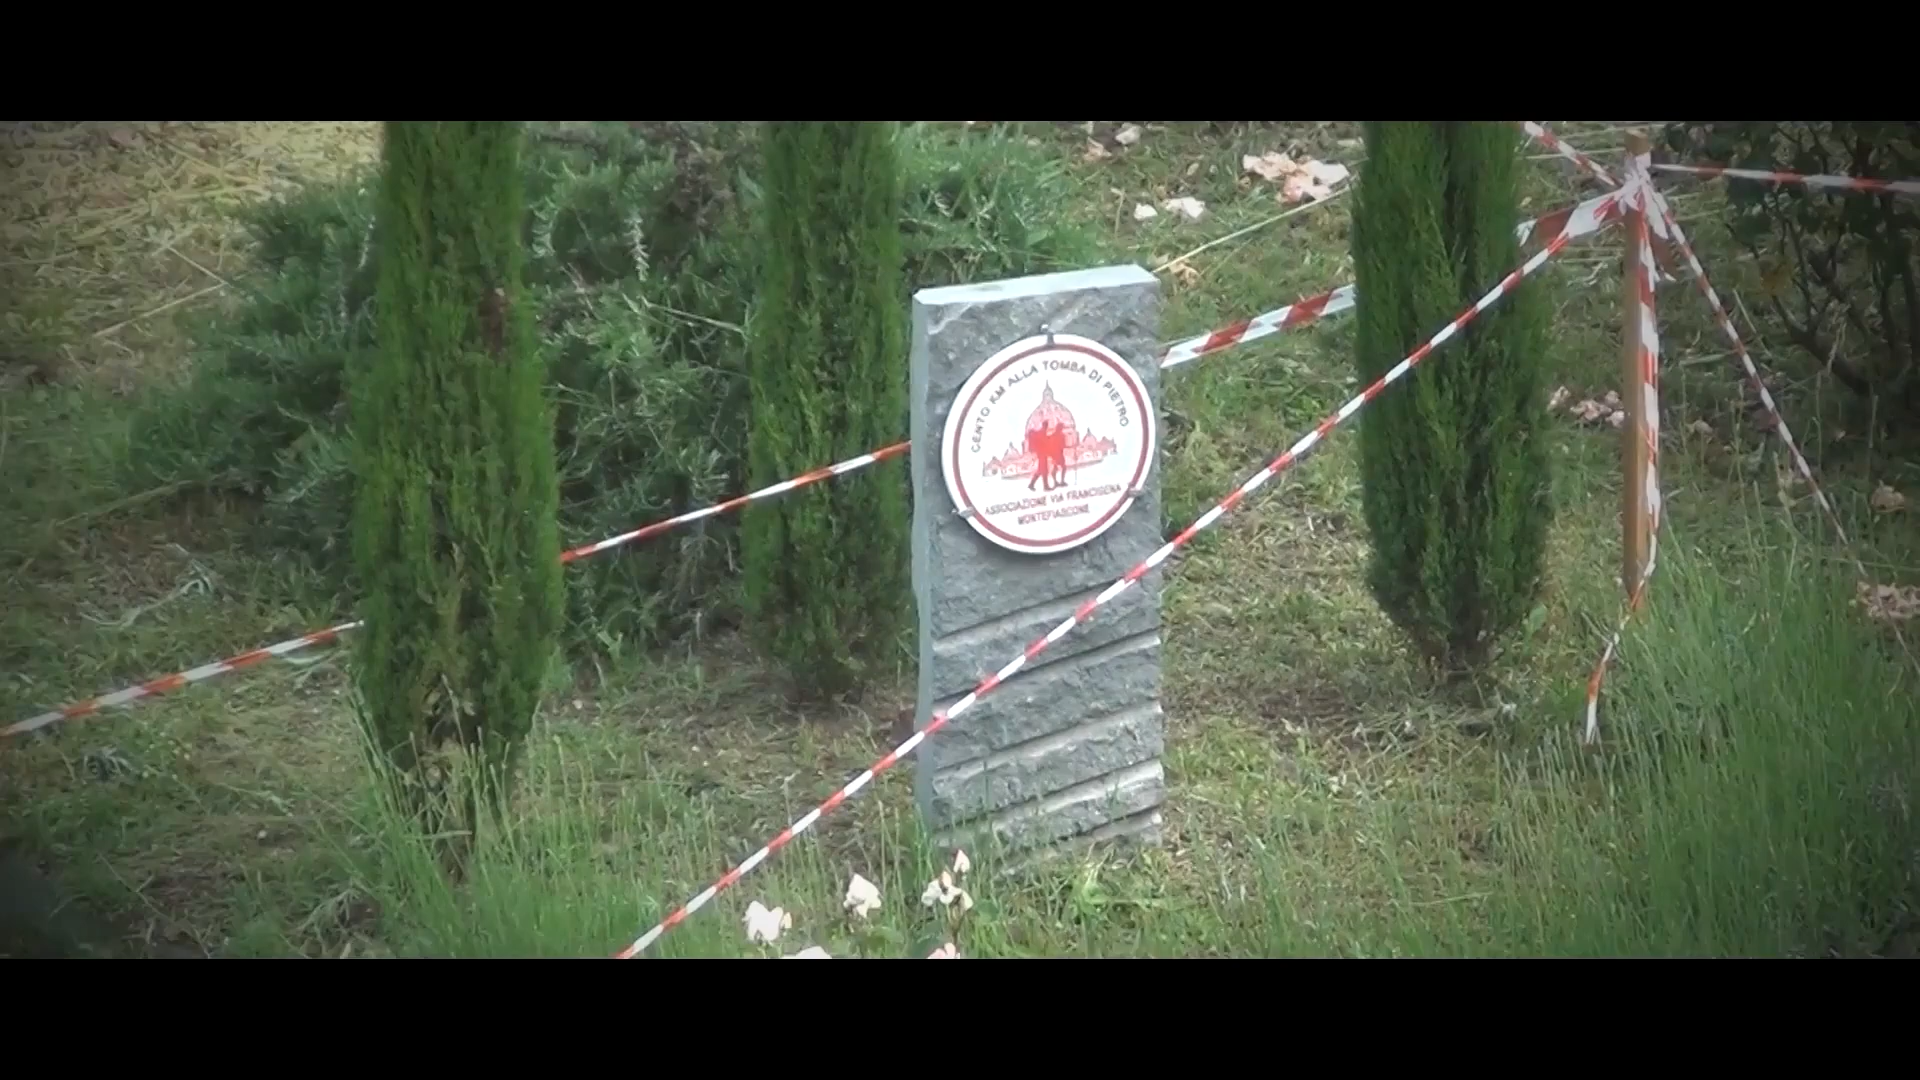 CENTO KM ALLA TOMBA DI PIETRO
ASSOCIAZIONE VIA FRANCIGENA
MONTEFIASCONE